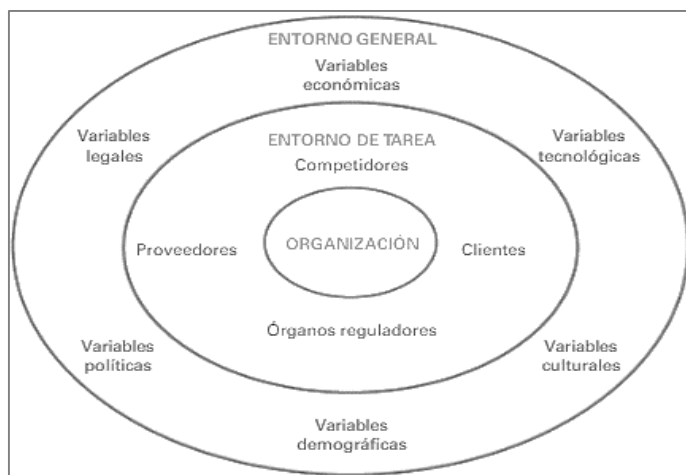 ENTORNO GENERAL
Variables
económicas
Variables
legales
Variables
tecnológicas
ENTORNO DE TAREA
Competidores
Proveedores
ORGANIZACIÓN
Clientes
Órganos reguladores
Variables
políticas
Variables
culturales
Variables
demográficas